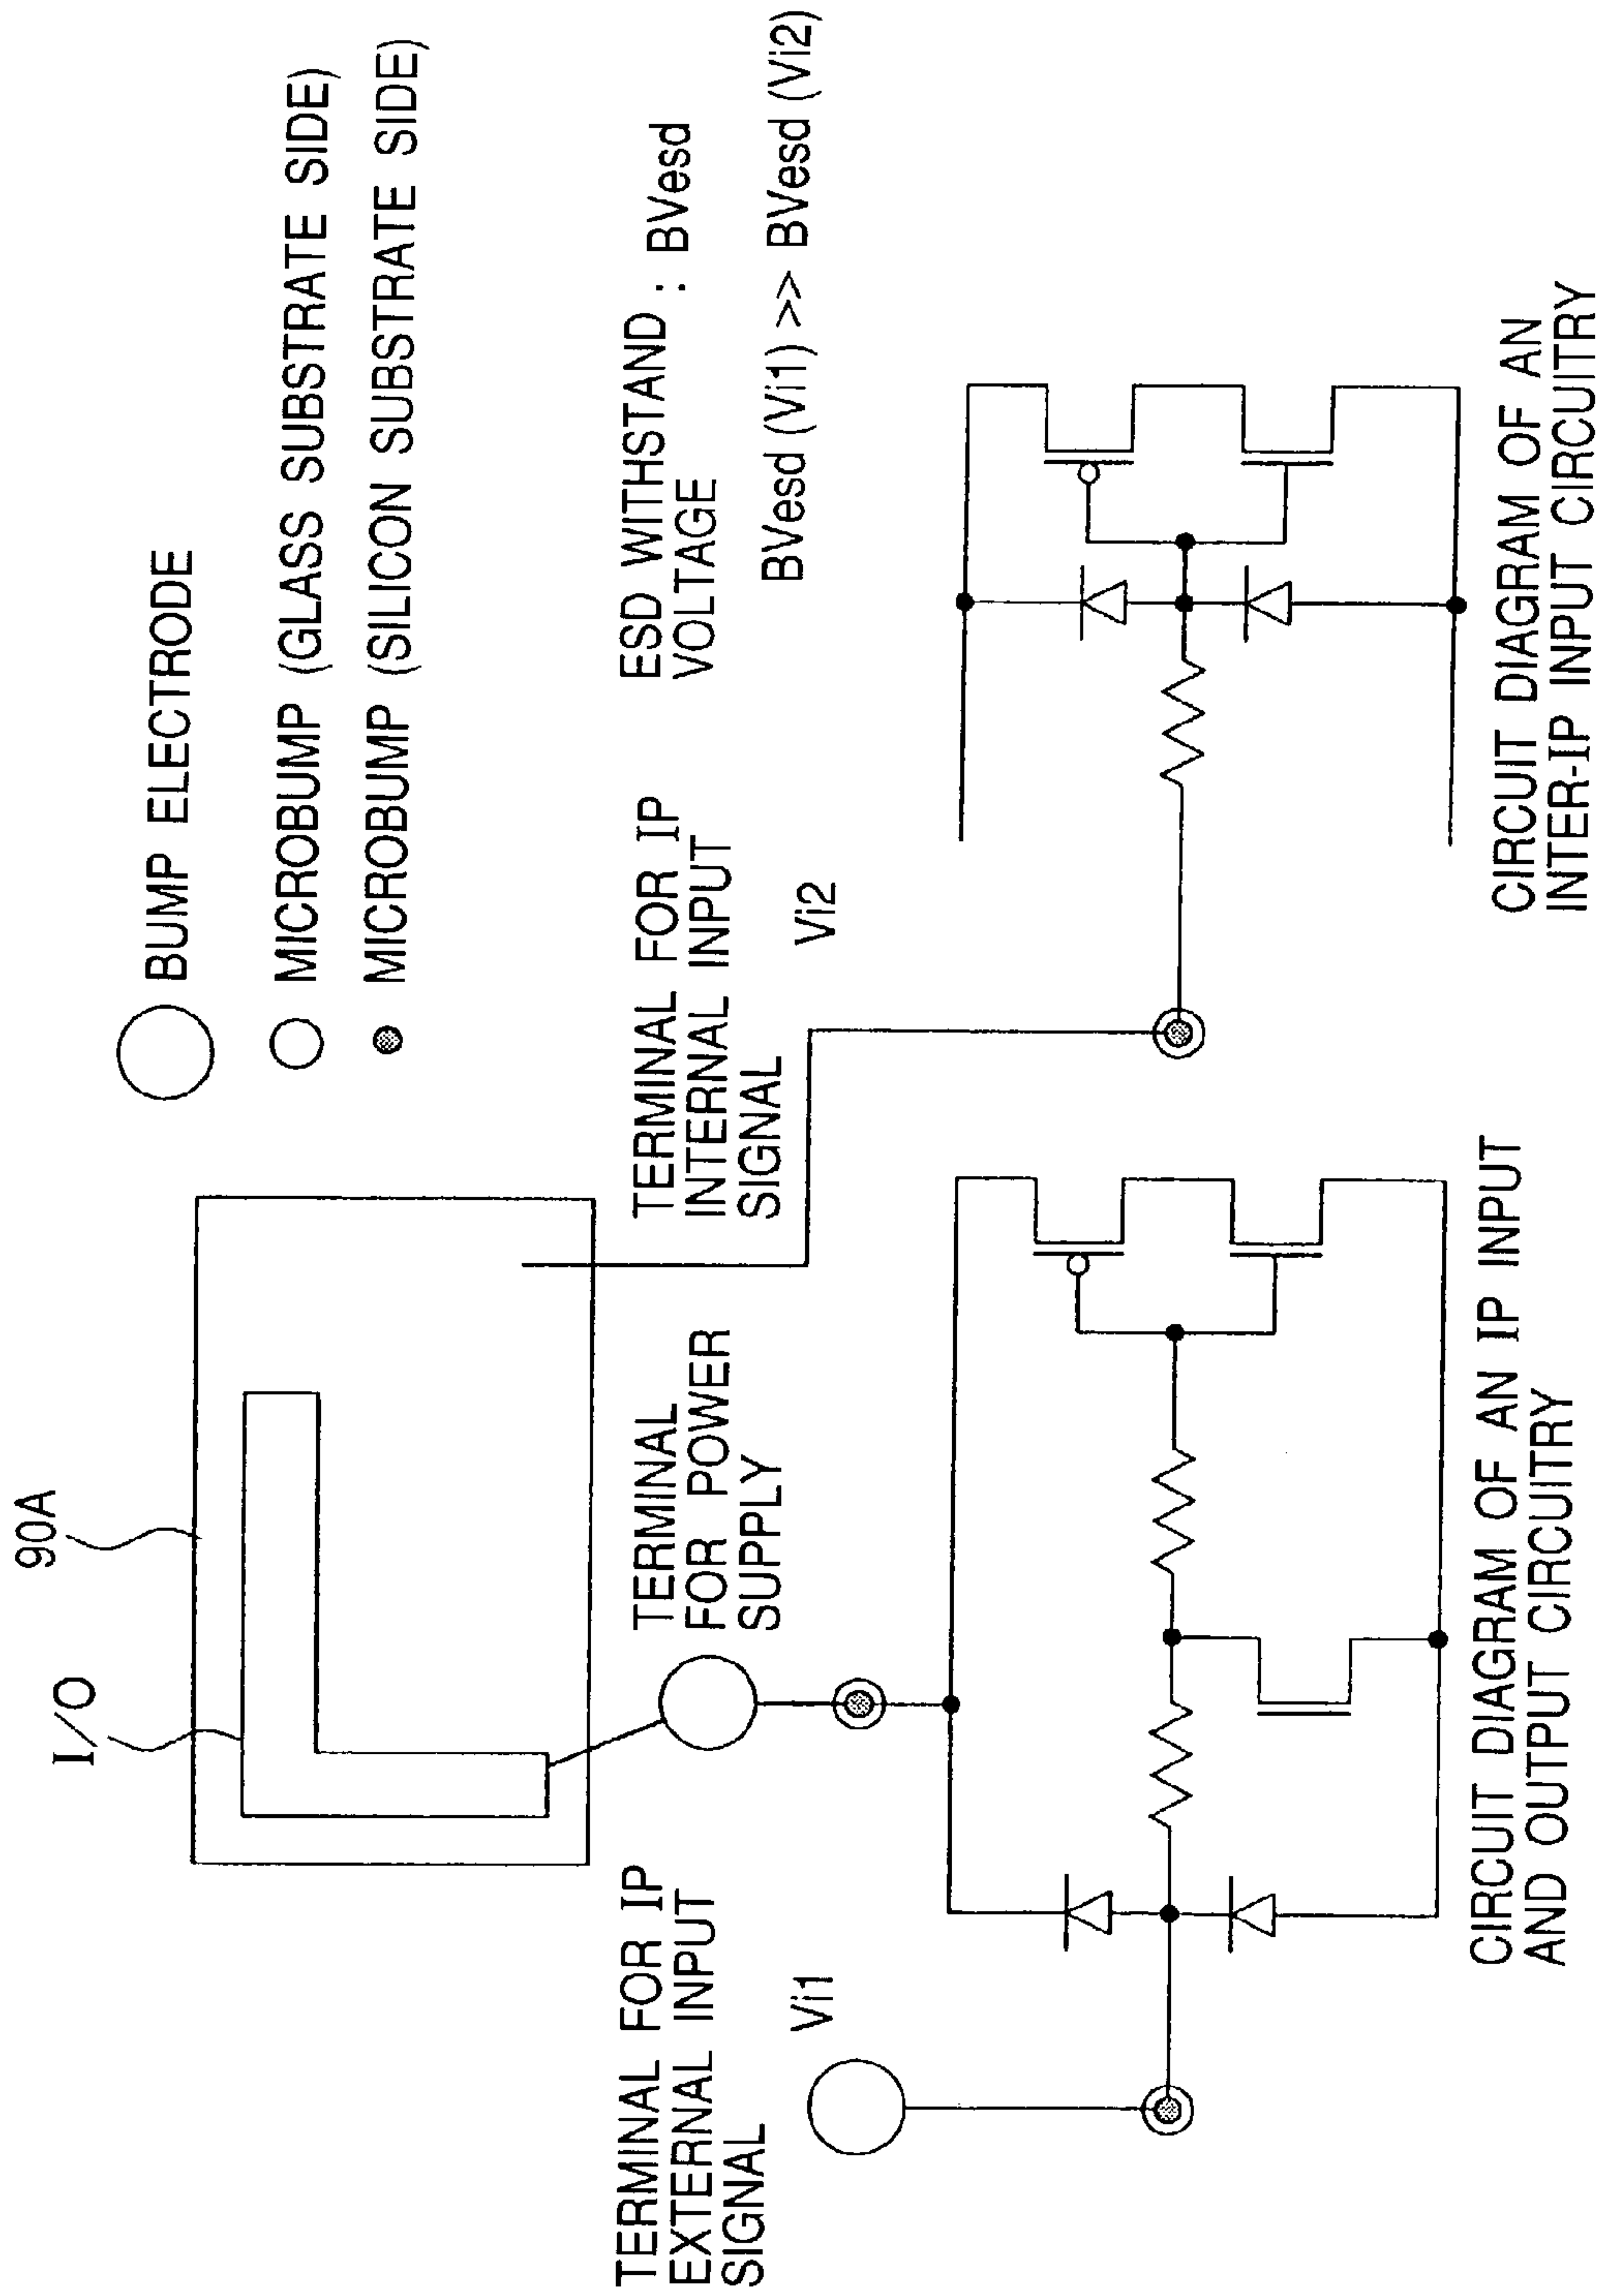 90A
I/O
BUMP ELECTRODE
MICROBUMP (GLASS SUBSTRATE SIDE)
MICROBUMP (SILICON SUBSTRATE SIDE)
TERMINAL FOR IP
EXTERNAL INPUT
SIGNAL
Vi1
TERMINAL
FOR POWER
SUPPLY
TERMINAL FOR IP
INTERNAL INPUT
SIGNAL
Vi2
ESD WITHSTAND : BVesd
VOLTAGE
BVesd (Vi1) >> BVesd (Vi2)
CIRCUIT DIAGRAM OF AN IP INPUT
AND OUTPUT CIRCUITRY
CIRCUIT DIAGRAM OF AN
INTER-IP INPUT CIRCUITRY